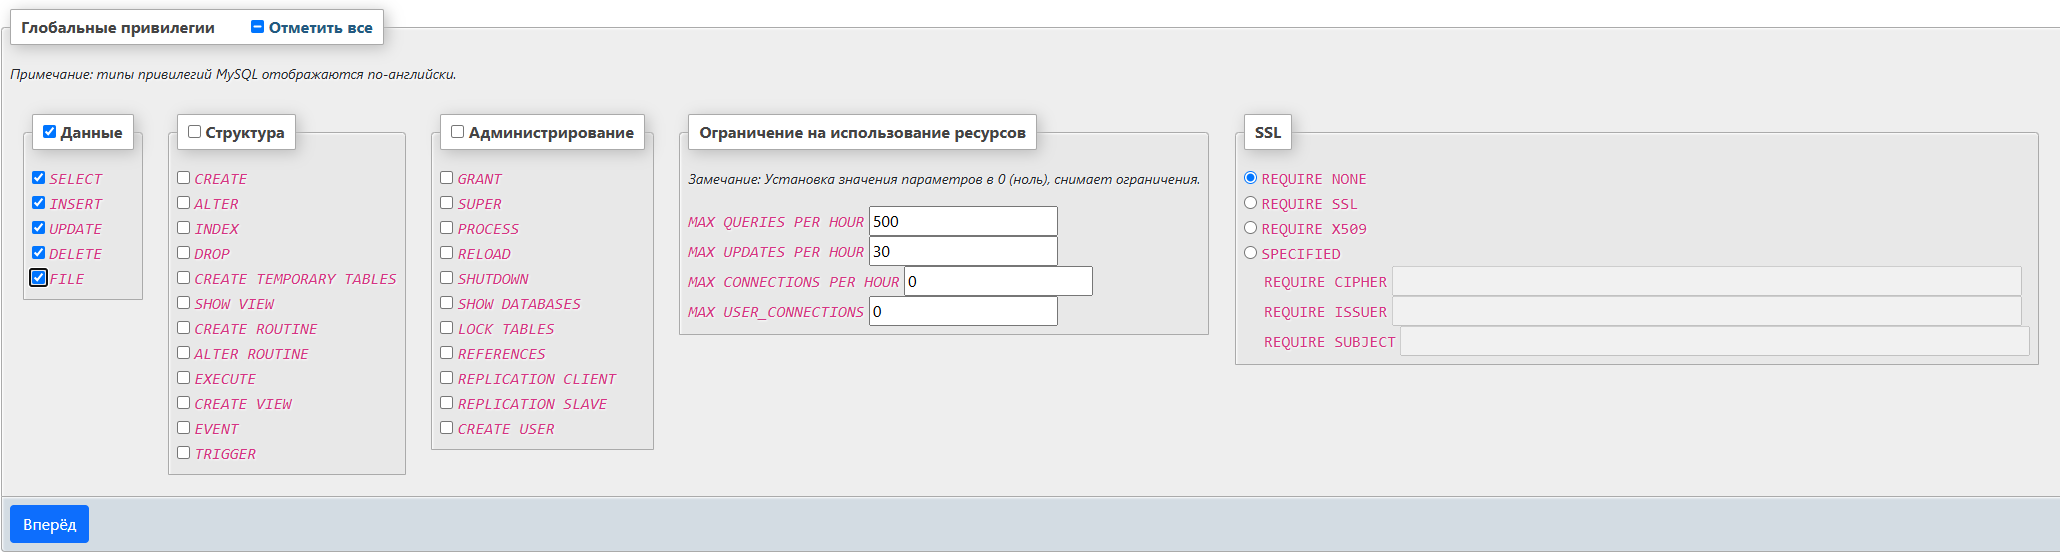 Глобальные привилегии
Отметить все
Примечание: типы привилегий MySQL отображаются по-английски.
Данные
SELECT
INSERT
UPDATE
DELETE
FILE
Структура
CREATE
ALTER
INDEX
DROP
CREATE TEMPORARY TABLES
SHOW VIEW
CREATE ROUTINE
ALTER ROUTINE
EXECUTE
CREATE VIEW
EVENT
TRIGGER
Администрирование
GRANT
SUPER
PROCESS
RELOAD
SHUTDOWN
SHOW DATABASES
LOCK TABLES
REFERENCES
REPLICATION CLIENT
REPLICATION SLAVE
CREATE USER
Ограничение на использование ресурсов
Замечание: Установка значения параметров в 0 (ноль), снимает ограничения.
MAX QUERIES PER HOUR 500
MAX UPDATES PER HOUR 30
MAX CONNECTIONS PER HOUR 0
MAX USER_CONNECTIONS 0
SSL
REQUIRE NONE
REQUIRE SSL
REQUIRE X509
SPECIFIED
REQUIRE CIPHER
REQUIRE ISSUER
REQUIRE SUBJECT
Вперёд